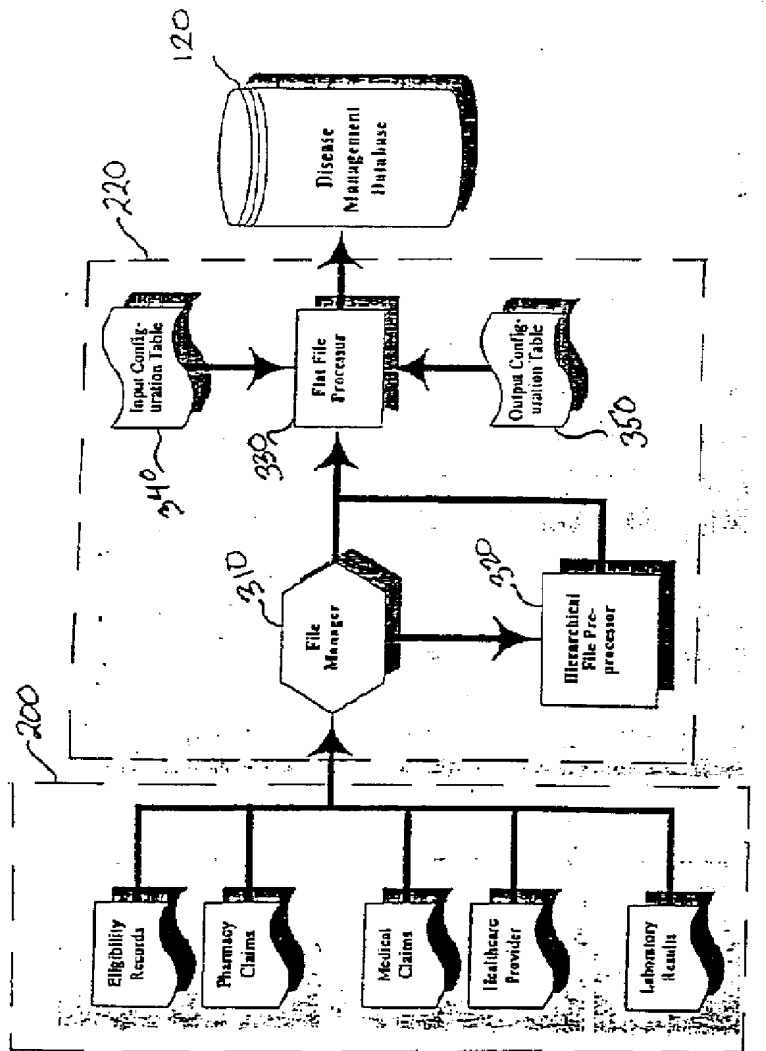 200
Eligibility
Records
Pharmacy
Claims
Medical
Claims
Healthcare
Provider
Laboratory
Results
220
310
File
Manager
320
Hierarchical
File Pre-
processor
330
Flat File
Processor
340
Input Config-
uration Table
350
Output Config-
uration Table
120
Disease
Management
Database